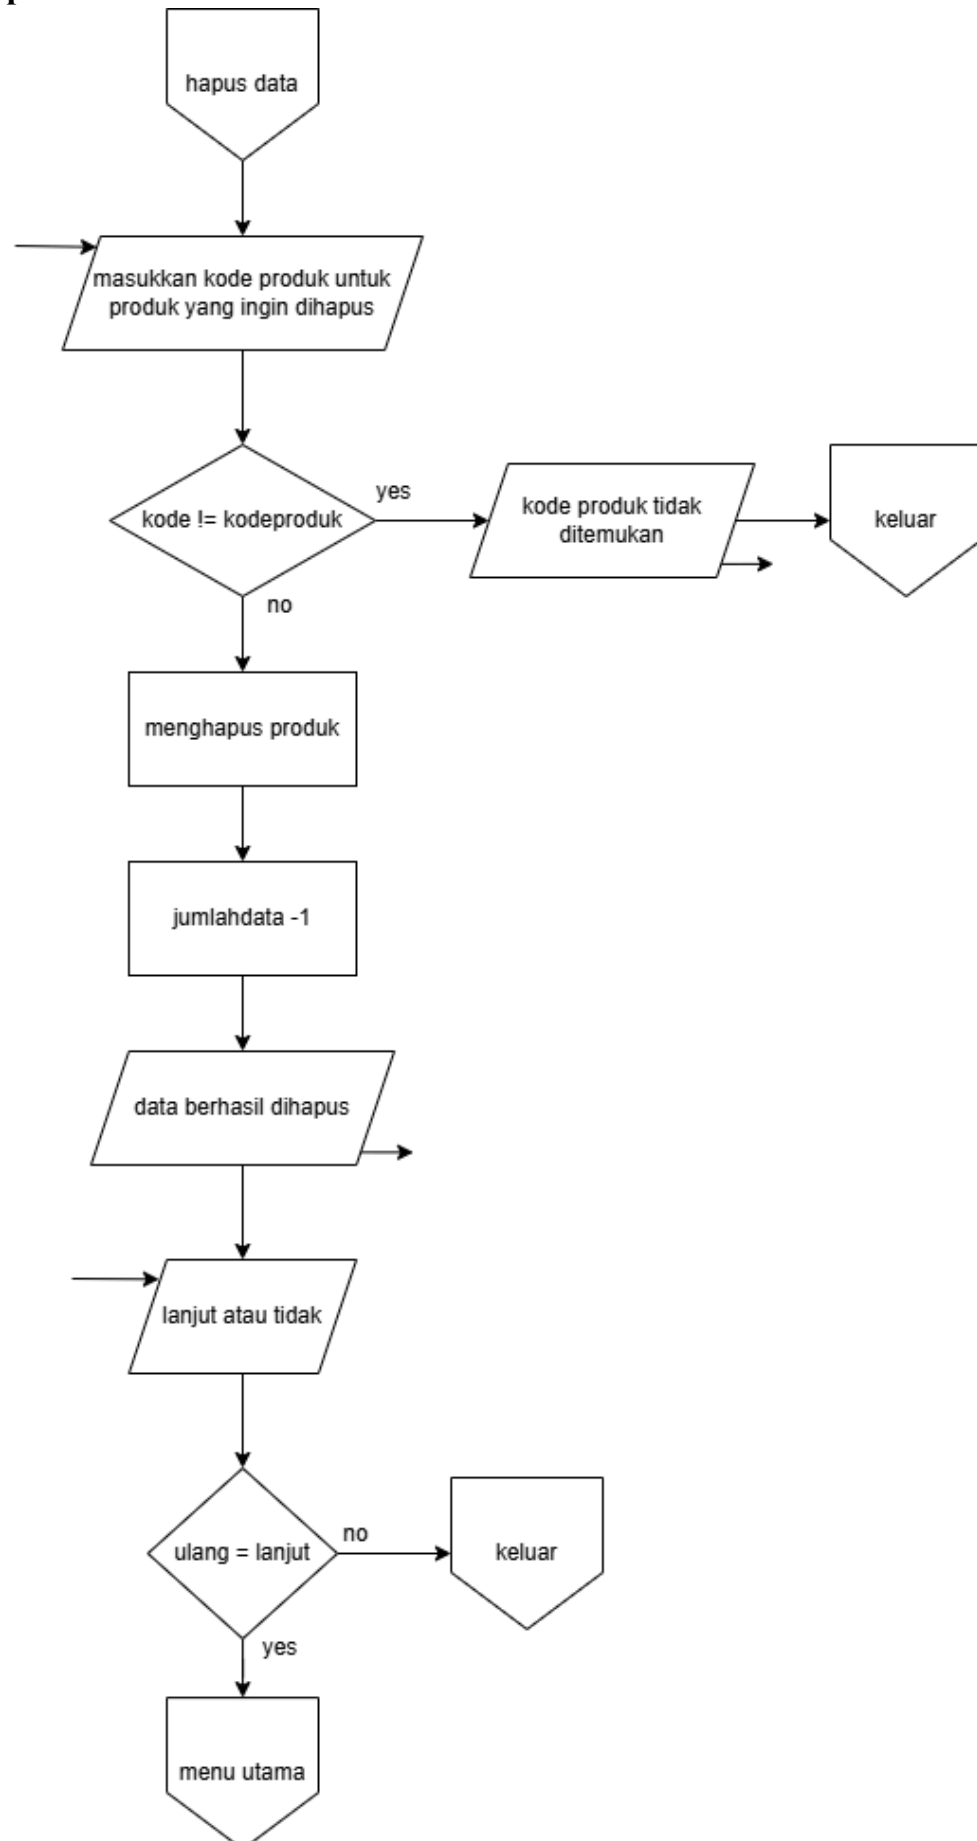 hapus data
masukkan kode produk untuk
produk yang ingin dihapus
kode != kodeproduk
yes
kode produk tidak
ditemukan
keluar
no
menghapus produk
jumlahdata -1
data berhasil dihapus
lanjut atau tidak
ulang = lanjut
no
keluar
yes
menu utama